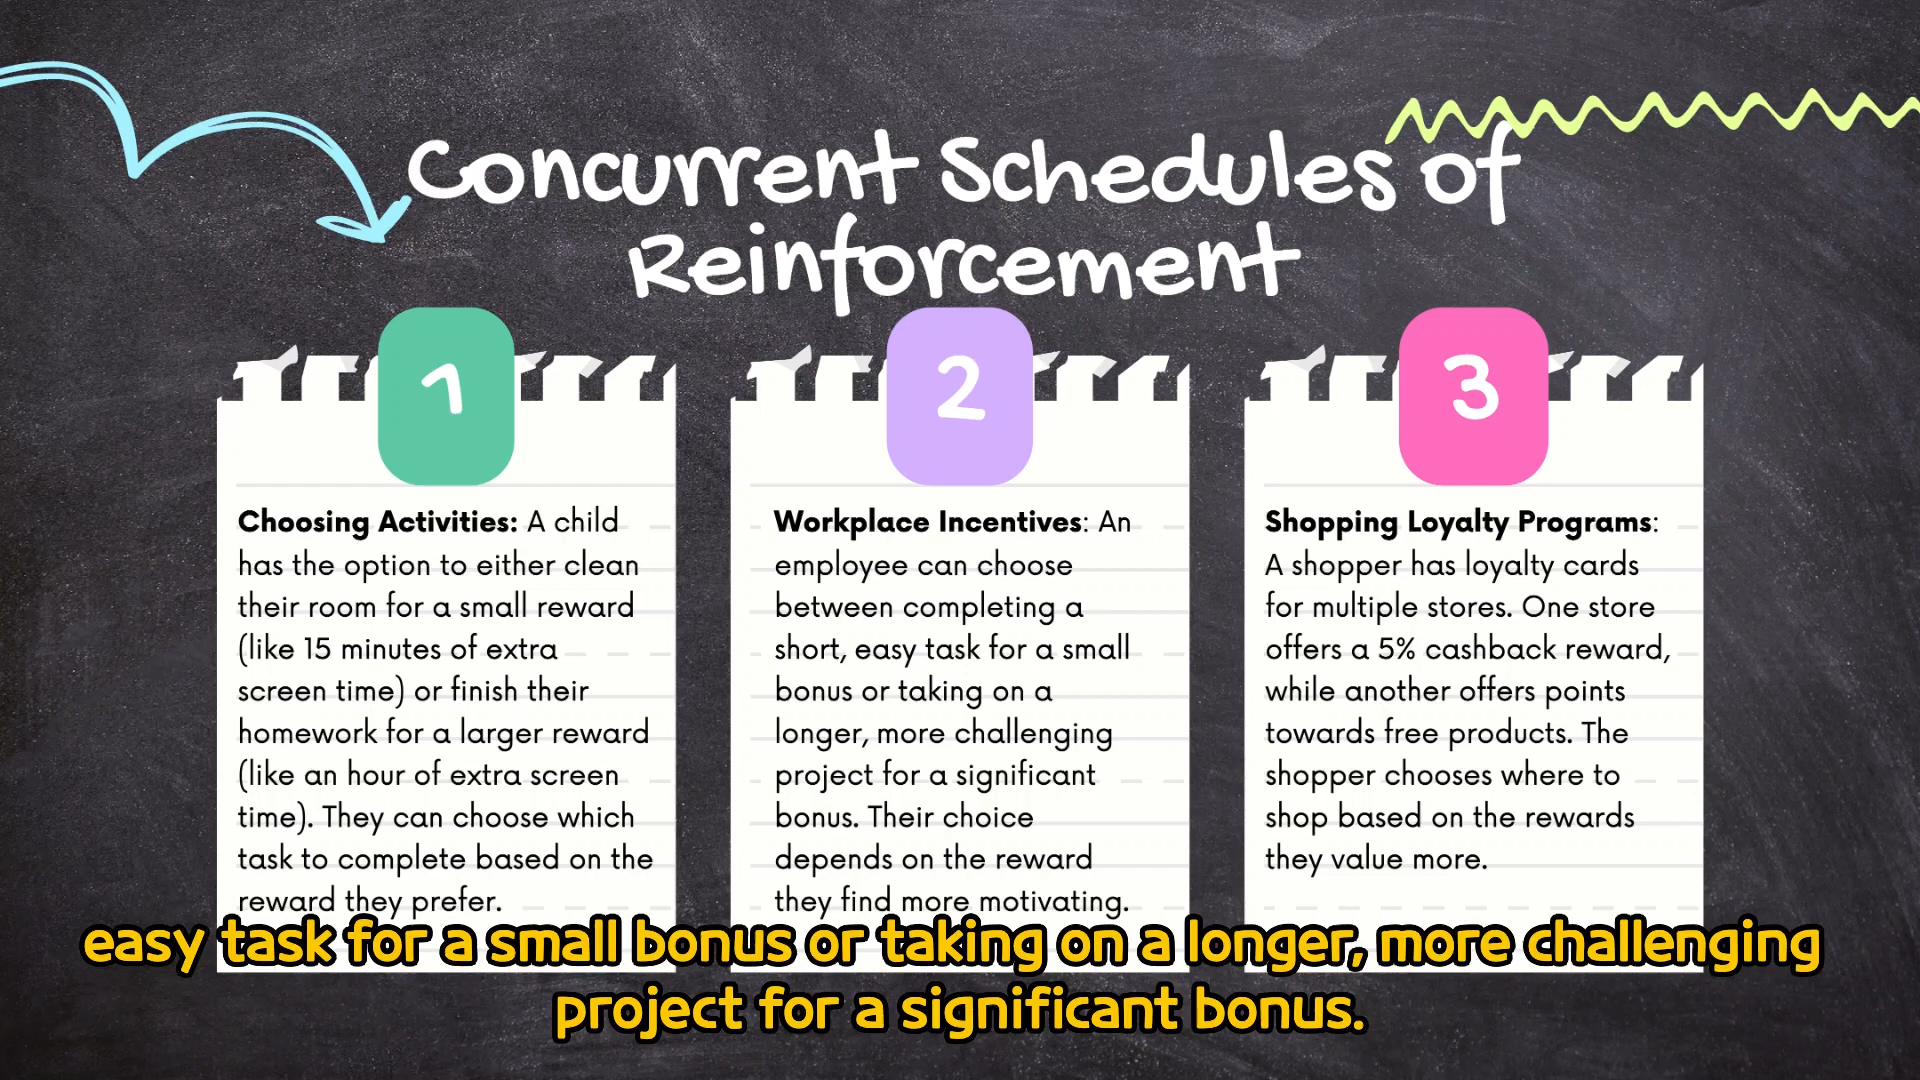 Concurrent Schedules of
Reinforcement
1
Choosing Activities: A child
has the option to either clean
their room for a small reward
(like 15 minutes of extra
screen time) or finish their
homework for a larger reward
(like an hour of extra screen
time). They can choose which
task to complete based on the
reward they prefer.
2
Workplace Incentives: An
employee can choose
between completing a
short, easy task for a small
bonus or taking on a
longer, more challenging
project for a significant
bonus. Their choice
depends on the reward
they find more motivating.
3
Shopping Loyalty Programs:
A shopper has loyalty cards
for multiple stores. One store
offers a 5% cashback reward,
while another offers points
towards free products. The
shopper chooses where to
shop based on the rewards
they value more.
easy task for a small bonus or taking on a longer, more challenging
project for a significant bonus.